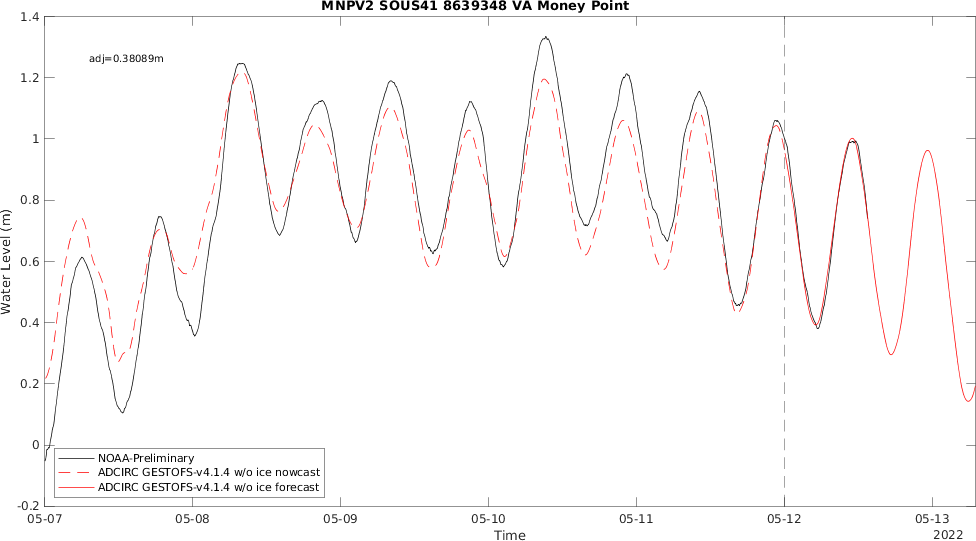 MNPV2 SOUS41 8639348 VA Money Point
adj=0.38089m
Water Level (m)
1.4
1.2
1
0.8
0.6
0.4
0.2
0
-0.2
NOAA-Preliminary
ADCIRC GESTOFS-v4.1.4 w/o ice nowcast
ADCIRC GESTOFS-v4.1.4 w/o ice forecast
05-07 05-08 05-09 05-10 05-11 05-12 05-13
Time
2022